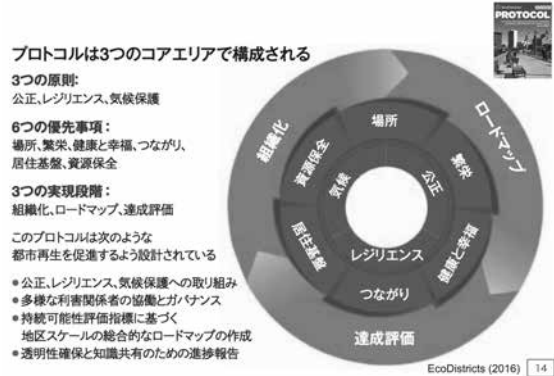 PROTOCOL
プロトコルは3つのコアエリアで構成される
3つの原則:
公正、レジリエンス、気候保護
6つの優先事項:
場所、繁栄、健康と幸福、つながり、
居住基盤、資源保全
3つの実現段階:
組織化、ロードマップ、達成評価
このプロトコルは次のような
都市再生を促進するよう設計されている
●公正、レジリエンス、気候保護への取り組み
●多様な利害関係者の協働とガバナンス
●持続可能性評価指標に基づく
地区スケールの総合的なロードマップの作成
●透明性確保と知識共有のための進捗報告
組織化
ロードマップ
達成評価
場所
繁栄
健康と幸福
つながり
居住基盤
資源保全
気候
公正
レジリエンス
EcoDistricts (2016)
14